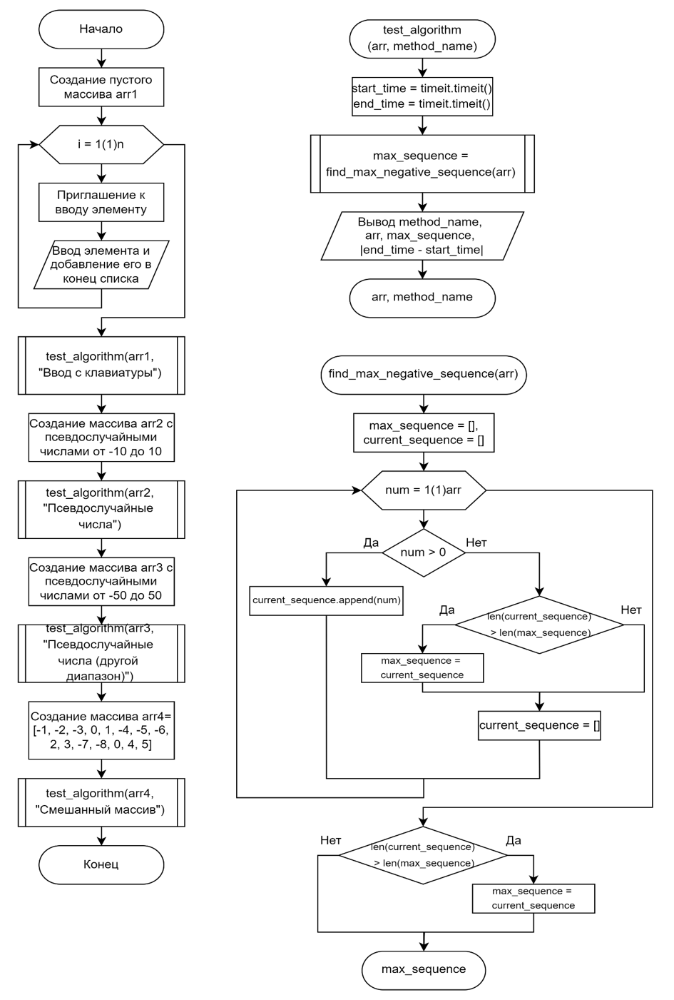 Начало
Создание пустого
массива arr1
i = 1(1)n
Приглашение к
вводу элементу
Ввод элемента и
добавление его в
конец списка
test_algorithm(arr1,
"Ввод с клавиатуры")
Создание массива arr2 с
псевдослучайными
числами от -10 до 10
test_algorithm(arr2,
"Псевдослучайные
числа")
Создание массива arr3 с
псевдослучайными
числами от -50 до 50
test_algorithm(arr3,
"Псевдослучайные
числа (другой
диапазон)")
Создание массива arr4=
[-1, -2, -3, 0, 1, -4, -5, -6,
2, 3, -7, -8, 0, 4, 5]
test_algorithm(arr4,
"Смешанный массив")
Конец
test_algorithm
(arr, method_name)
start_time = timeit.timeit()
end_time = timeit.timeit()
max_sequence =
find_max_negative_sequence(arr)
Вывод method_name,
arr, max_sequence,
|end_time - start_time|
arr, method_name
find_max_negative_sequence(arr)
max_sequence = [],
current_sequence = []
num = 1(1)arr
num > 0
Да
Нет
current_sequence.append(num)
len(current_sequence)
> len(max_sequence)
Да
Нет
max_sequence =
current_sequence
current_sequence = []
len(current_sequence)
> len(max_sequence)
Нет
Да
max_sequence =
current_sequence
max_sequence